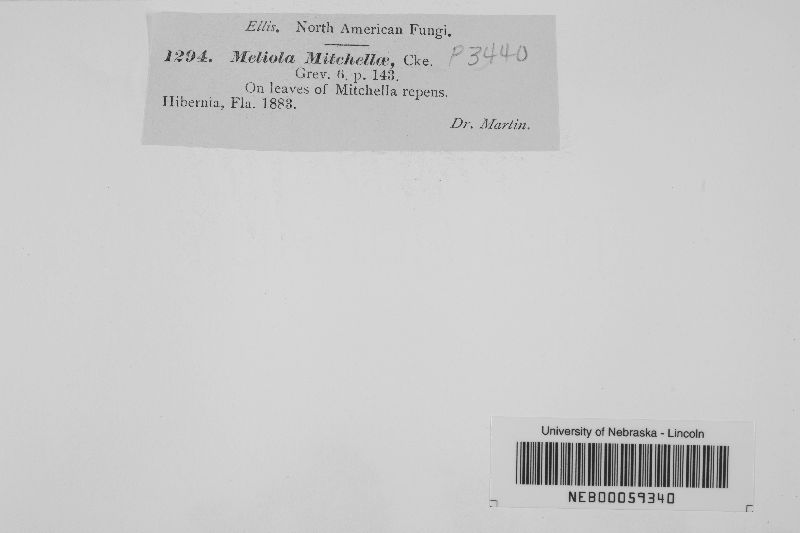 Ellis. North American Fungi.
1294. Meliola Mitchellæ, Cke. P3440
Grev. 6, p. 143.
On leaves of Mitchella repens.
Hibernia, Fla. 1883.
Dr. Martin.
University of Nebraska - Lincoln
NEB00059340